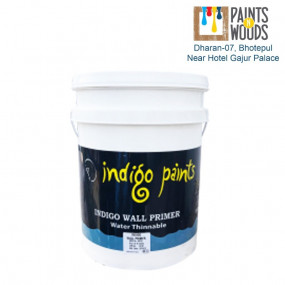 PAINTS
WOODS
Dharan-07, Bhotepul
Near Hotel Gajur Palace
indigo paints
INDIGO WALL PRIMER
Water Thinnable